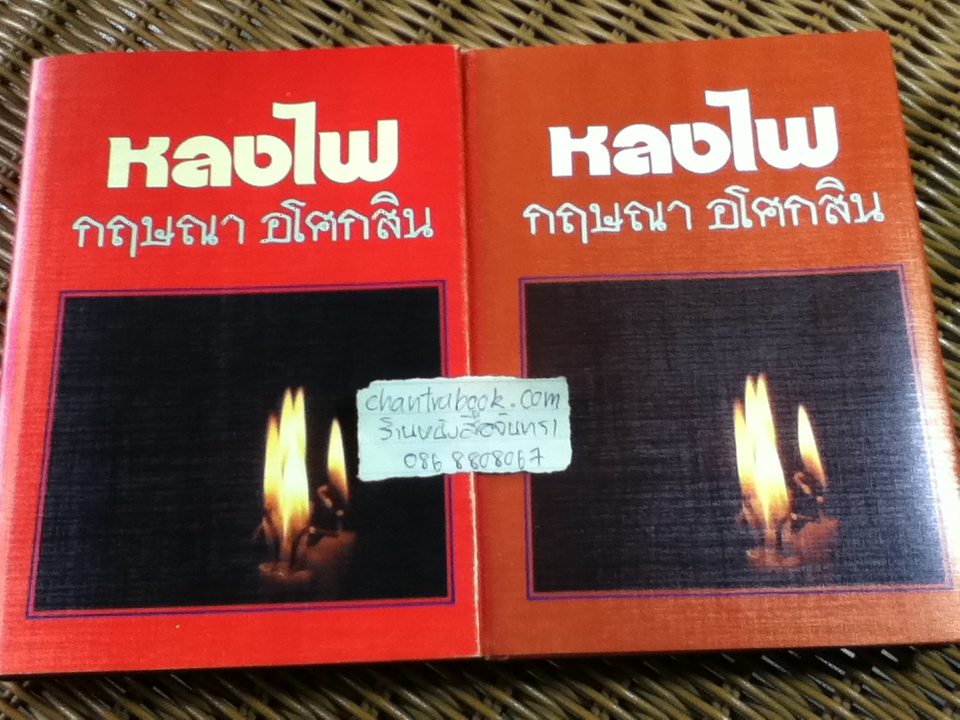 หลงไฟ
กฤษณา อโศกสิน
หลงไฟ
กฤษณา อโศกสิน
chantrabook.com
ร้านหนังสือจันทรา
086 8808067